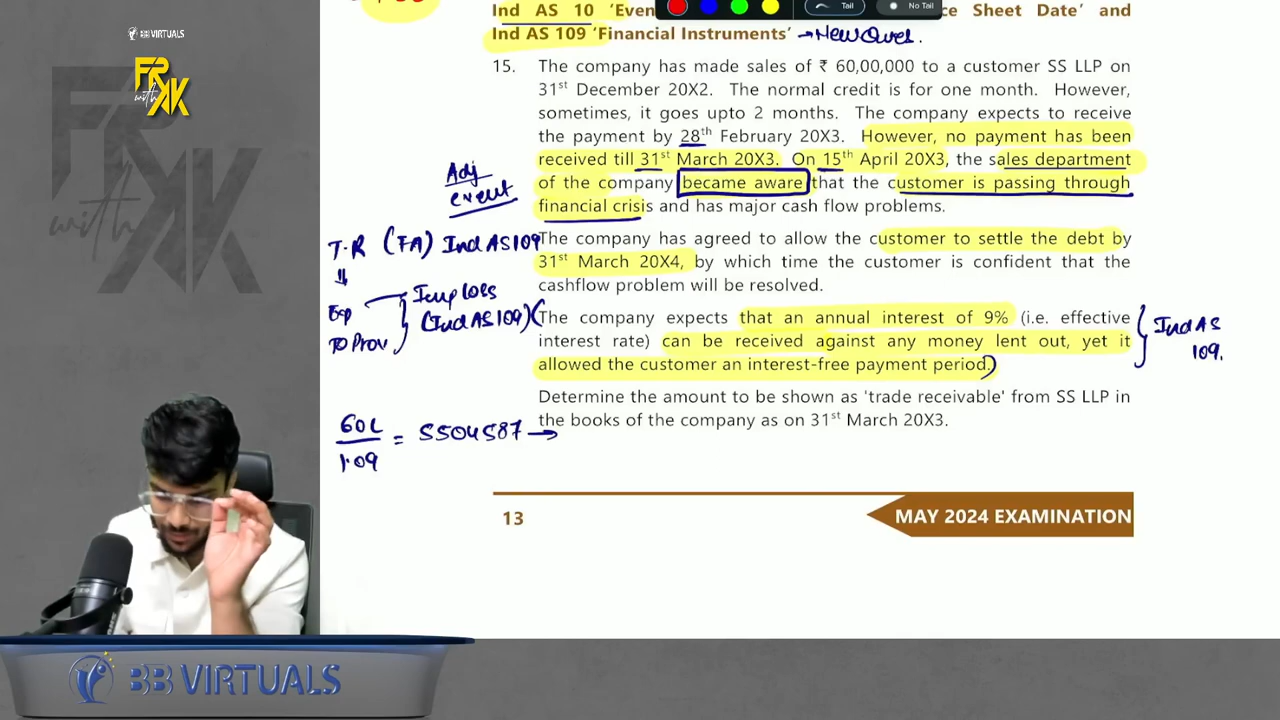 BB VIRTUALS
FR
with AK
Tail
No Tail
Ind AS 10 'Even ce Sheet Date' and
Ind AS 109 'Financial Instruments' → New Ques.
15. The company has made sales of ₹ 60,00,000 to a customer SS LLP on
31st December 20X2. The normal credit is for one month. However,
sometimes, it goes upto 2 months. The company expects to receive
the payment by 28th February 20X3. However, no payment has been
received till 31st March 20X3. On 15th April 20X3, the sales department
of the company became aware that the customer is passing through
financial crisis and has major cash flow problems.
Adj
event
T.R (FA) Ind AS 109
The company has agreed to allow the customer to settle the debt by
31st March 20X4, by which time the customer is confident that the
cashflow problem will be resolved.
Exp
To Prov
Imp loss
(Ind AS 109)
(The company expects that an annual interest of 9% (i.e. effective
interest rate) can be received against any money lent out, yet it
allowed the customer an interest-free payment period.)
Ind AS
109.
Determine the amount to be shown as 'trade receivable' from SS LLP in
the books of the company as on 31st March 20X3.
60L
1.09
= 5504587 →
13
MAY 2024 EXAMINATION
BB VIRTUALS